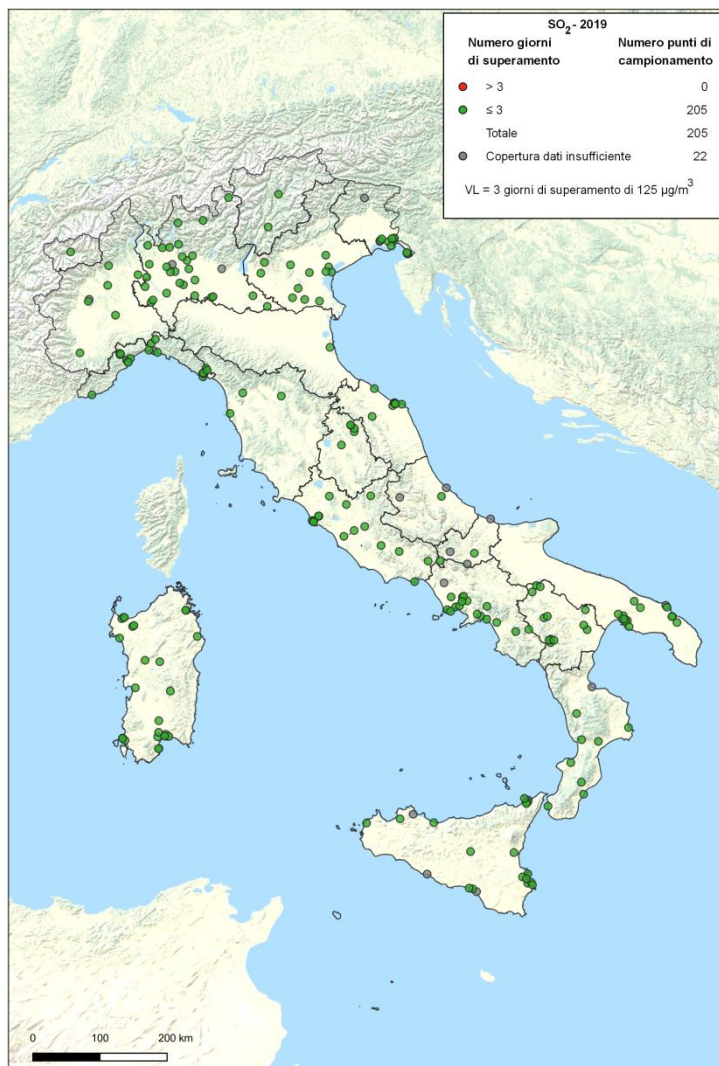 SO2- 2019
Numero giorni di superamento
Numero punti di campionamento
> 3 0
≤ 3 205
Totale 205
Copertura dati insufficiente 22
VL = 3 giorni di superamento di 125 µg/m3
0 100 200 km